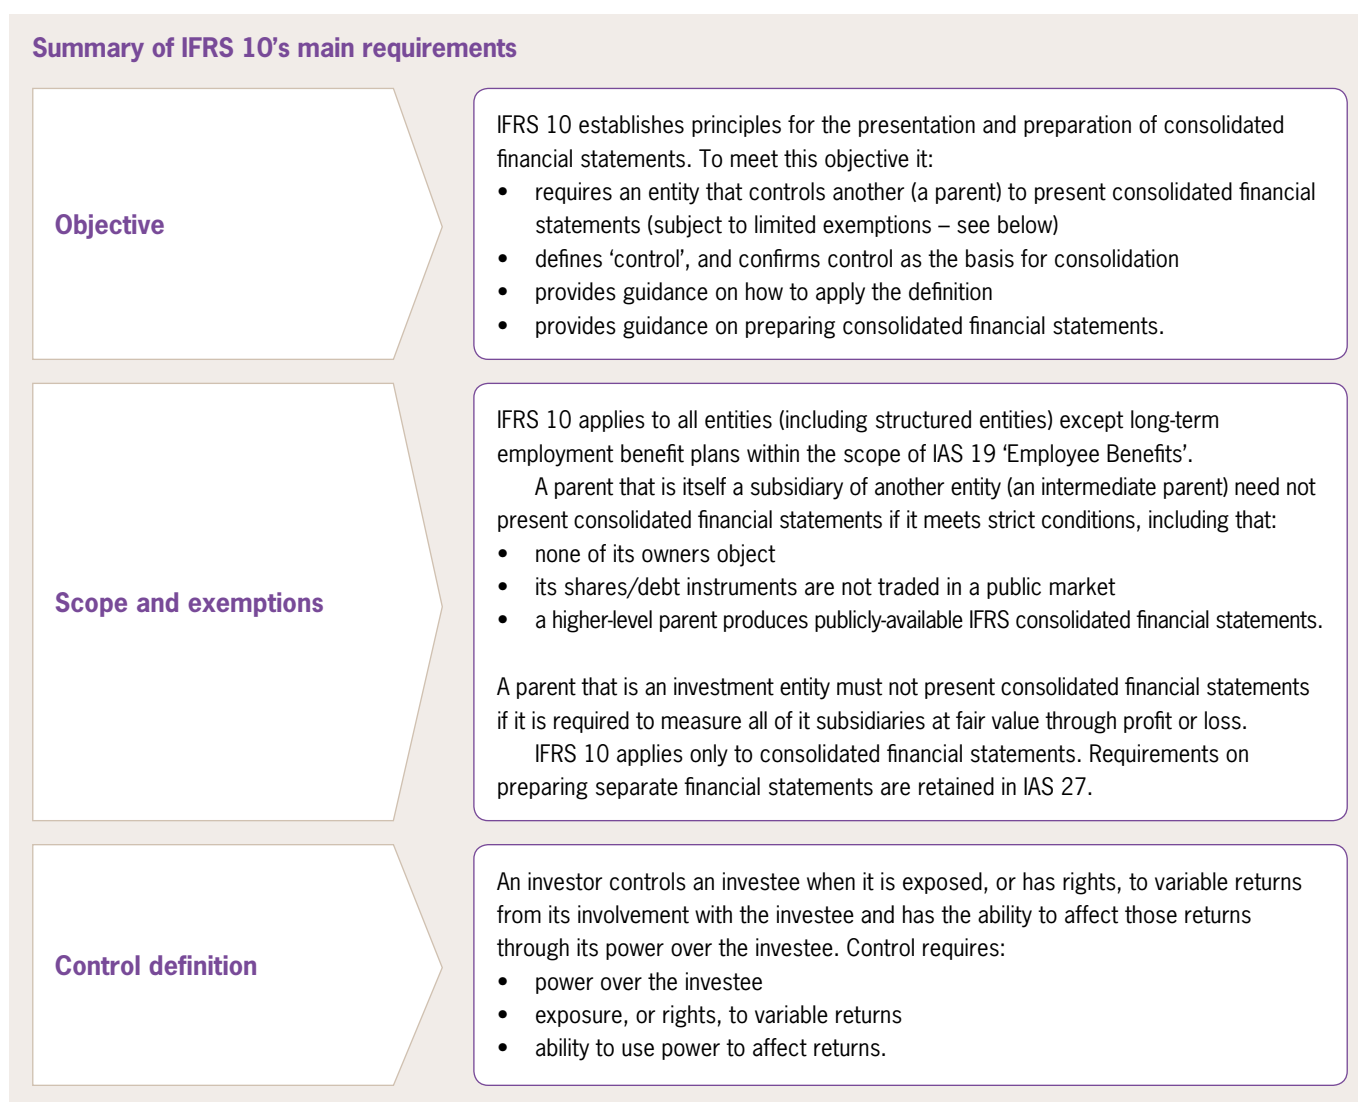 Summary of IFRS 10’s main requirements
Objective
IFRS 10 establishes principles for the presentation and preparation of consolidated
financial statements. To meet this objective it:
• requires an entity that controls another (a parent) to present consolidated financial
statements (subject to limited exemptions – see below)
• defines ‘control’, and confirms control as the basis for consolidation
• provides guidance on how to apply the definition
• provides guidance on preparing consolidated financial statements.
Scope and exemptions
IFRS 10 applies to all entities (including structured entities) except long-term
employment benefit plans within the scope of IAS 19 ‘Employee Benefits’.
A parent that is itself a subsidiary of another entity (an intermediate parent) need not
present consolidated financial statements if it meets strict conditions, including that:
• none of its owners object
• its shares/debt instruments are not traded in a public market
• a higher-level parent produces publicly-available IFRS consolidated financial statements.
A parent that is an investment entity must not present consolidated financial statements
if it is required to measure all of it subsidiaries at fair value through profit or loss.
IFRS 10 applies only to consolidated financial statements. Requirements on
preparing separate financial statements are retained in IAS 27.
Control definition
An investor controls an investee when it is exposed, or has rights, to variable returns
from its involvement with the investee and has the ability to affect those returns
through its power over the investee. Control requires:
• power over the investee
• exposure, or rights, to variable returns
• ability to use power to affect returns.